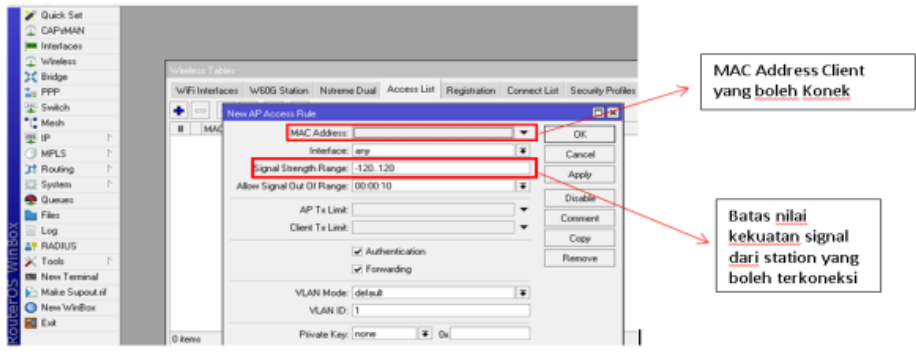 Quick Set
CAPsMAN
Interfaces
Wireless
Bridge
PPP
Switch
Mesh
IP
MPLS
Routing
System
Queues
Files
Log
RADIUS
Tools
New Terminal
Make Supout.rif
New WinBox
Exit
RouterOS WinBox
Wireless Tables
WiFi Interfaces W60G Station Nstreme Dual Access List Registration Connect List Security Profiles
# MAC
New AP Access Rule
MAC Address:
Interface: any
Signal Strength Range: -120..120
Allow Signal Out Of Range: 00:00:10
AP Tx Limit:
Client Tx Limit:
Authentication
Forwarding
VLAN Mode: default
VLAN ID: 1
Private Key: none 0x
OK
Cancel
Apply
Disable
Comment
Copy
Remove
0 items
MAC Address Client
yang boleh Konek
Batas nilai
kekuatan signal
dari station yang
boleh terkoneksi